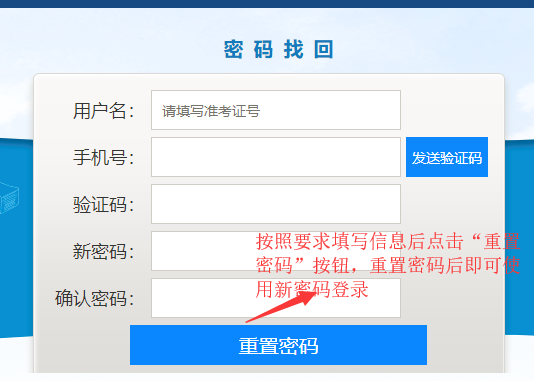 密码找回
用户名：
请填写准考证号
手机号：
发送验证码
验证码：
新密码：
按照要求填写信息后点击“重置
密码”按钮，重置密码后即可使
用新密码登录
确认密码：
重置密码